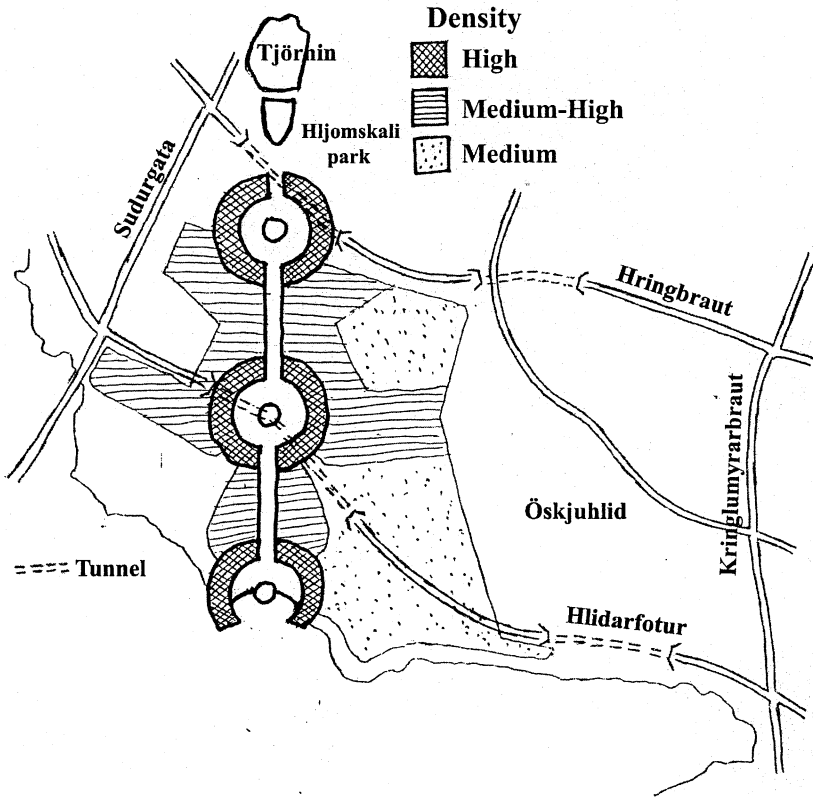 Density
Tjörnin
High
Medium-High
Hljomskali
park
Medium
Sudurgata
Hringbraut
Kringlumyrarbraut
Öskjuhlid
Tunnel
Hlidarfotur